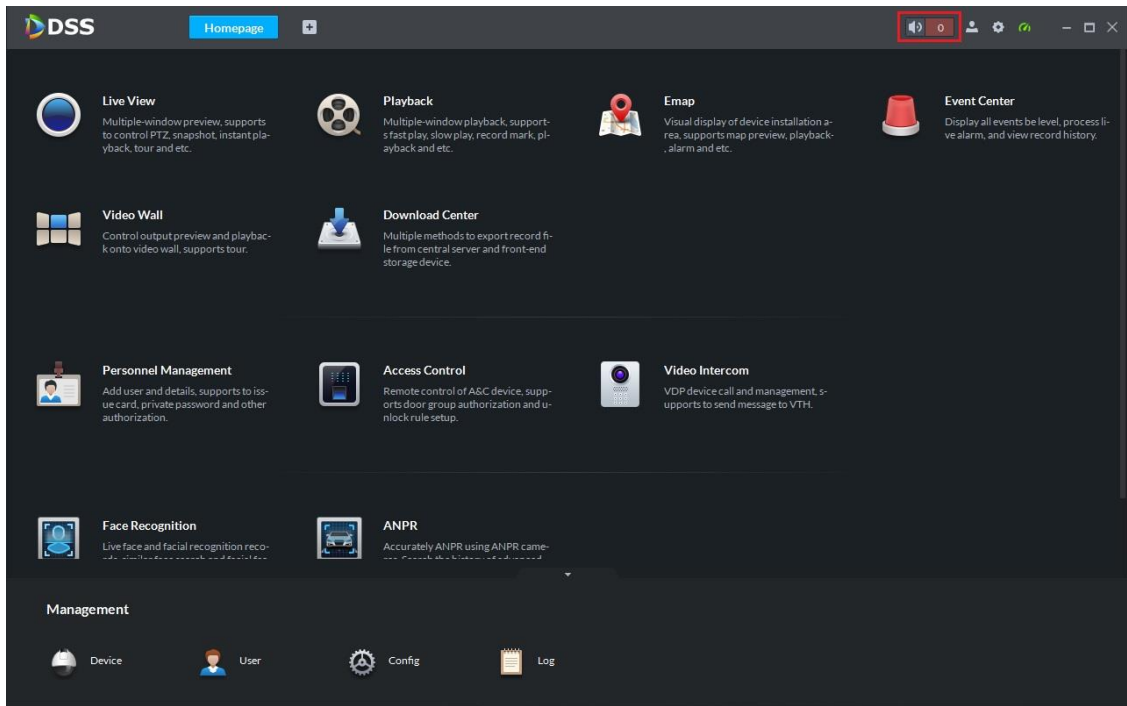 DSS
Homepage
0
Live View
Multiple-window preview, supports
to control PTZ, snapshot, instant pla-
yback, tour and etc.
Playback
Multiple-window playback, support-
s fast play, slow play, record mark, pl-
ayback and etc.
Emap
Visual display of device installation a-
rea, supports map preview, playback-
, alarm and etc.
Event Center
Display all events be level, process li-
ve alarm, and view record history.
Video Wall
Control output preview and playbac-
k onto video wall, supports tour.
Download Center
Multiple methods to export record fi-
le from central server and front-end
storage device.
Personnel Management
Add user and details, supports to iss-
ue card, private password and other
authorization.
Access Control
Remote control of A&C device, supp-
orts door group authorization and u-
nlock rule setup.
Video Intercom
VDP device call and management, s-
upports to send message to VTH.
Face Recognition
Live face and facial recognition reco-
ANPR
Accurately ANPR using ANPR came-
Management
Device
User
Config
Log